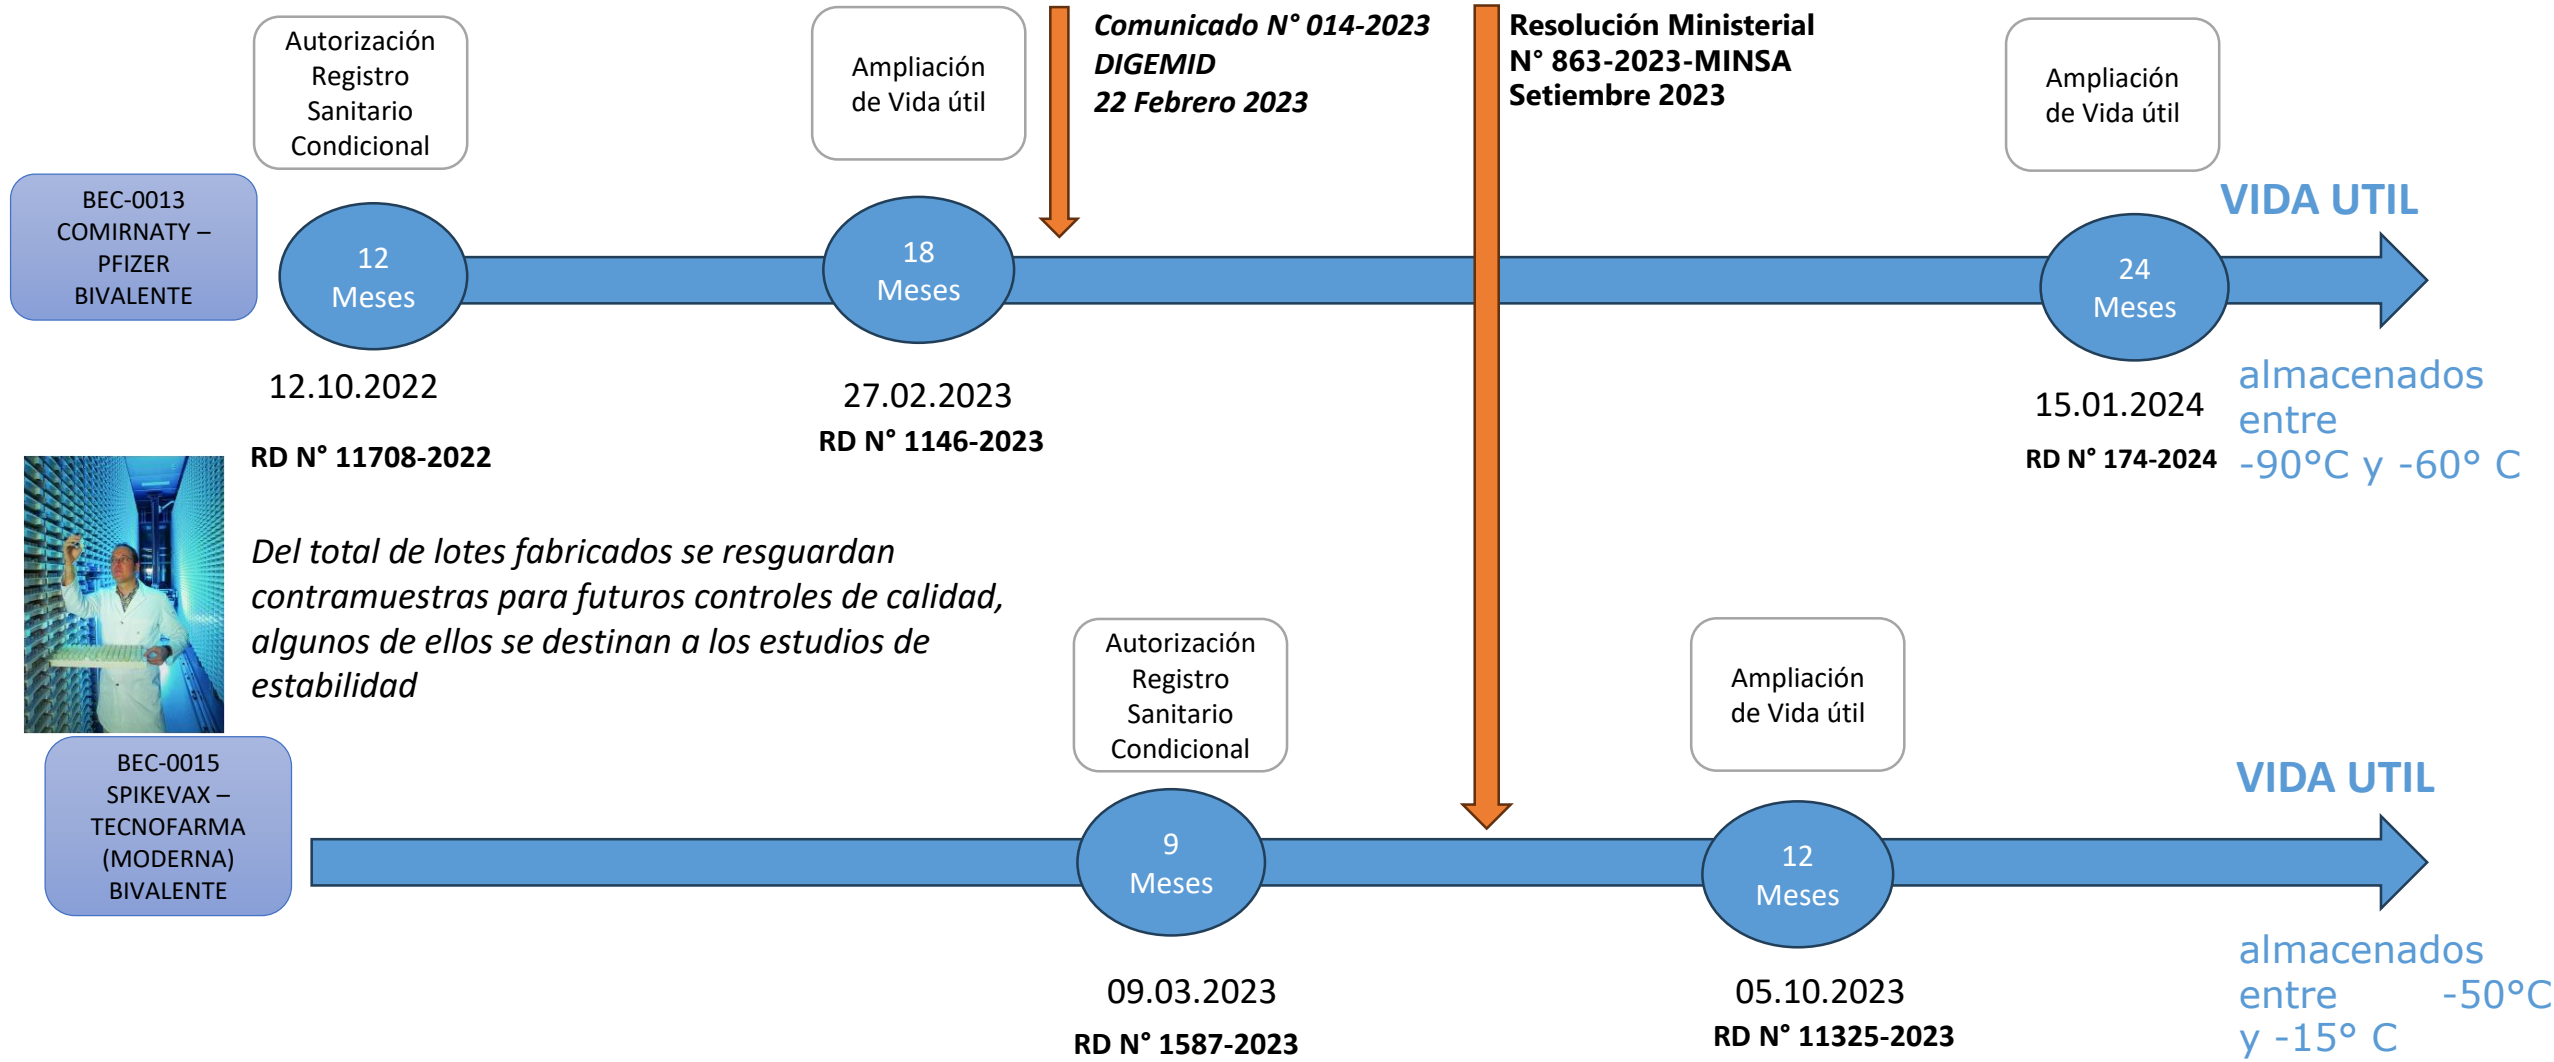 Autorización
Registro
Sanitario
Condicional
Ampliación
de Vida útil
Comunicado N° 014-2023
DIGEMID
22 Febrero 2023
Resolución Ministerial
N° 863-2023-MINSA
Setiembre 2023
Ampliación
de Vida útil
BEC-0013
COMIRNATY –
PFIZER
BIVALENTE
12
Meses
18
Meses
24
Meses
VIDA UTIL
12.10.2022
RD N° 11708-2022
27.02.2023
RD N° 1146-2023
15.01.2024
RD N° 174-2024
almacenados
entre
-90°C y -60° C
Del total de lotes fabricados se resguardan
contramuestras para futuros controles de calidad,
algunos de ellos se destinan a los estudios de
estabilidad
Autorización
Registro
Sanitario
Condicional
Ampliación
de Vida útil
BEC-0015
SPIKEVAX –
TECNOFARMA
(MODERNA)
BIVALENTE
9
Meses
12
Meses
VIDA UTIL
09.03.2023
RD N° 1587-2023
05.10.2023
RD N° 11325-2023
almacenados
entre -50°C
y -15° C